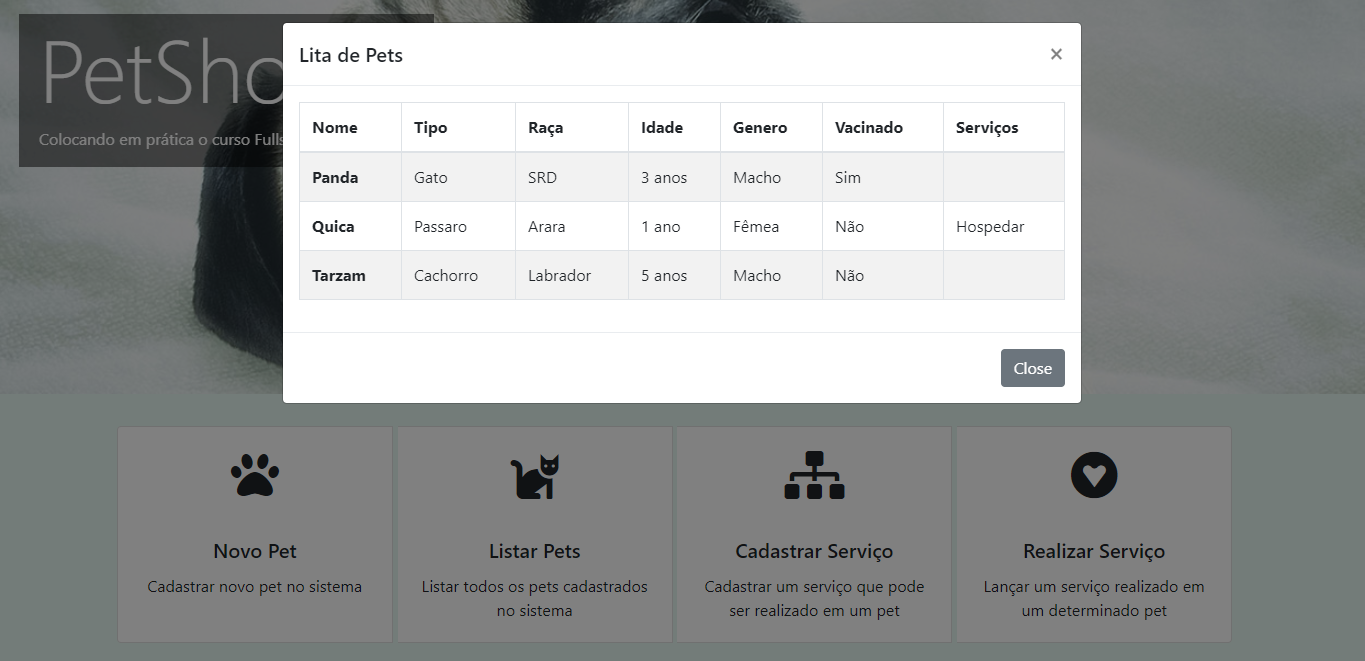 PetSho
Colocando em prática o curso Fulls
Lita de Pets ×
Nome Tipo Raça Idade Genero Vacinado Serviços
Panda Gato SRD 3 anos Macho Sim
Quica Passaro Arara 1 ano Fêmea Não Hospedar
Tarzam Cachorro Labrador 5 anos Macho Não
Close
Novo Pet
Cadastrar novo pet no sistema
Listar Pets
Listar todos os pets cadastrados
no sistema
Cadastrar Serviço
Cadastrar um serviço que pode
ser realizado em um pet
Realizar Serviço
Lançar um serviço realizado em
um determinado pet